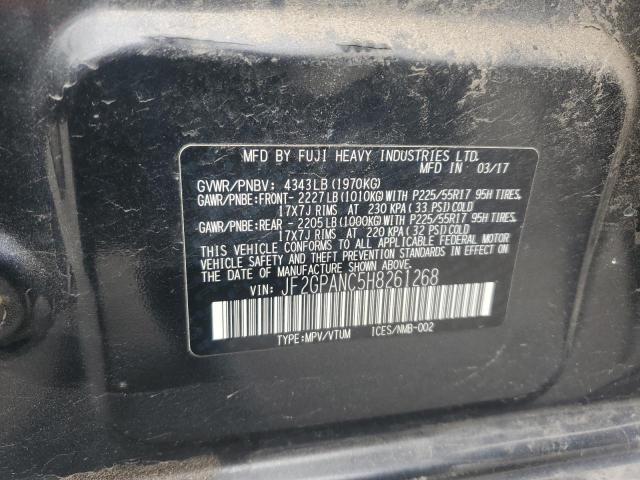 MFD BY FUJI HEAVY INDUSTRIES LTD.
MFD IN 03/17
GVWR/PNBV: 4343LB (1970KG)
GAWR/PNBE:FRONT- 2227LB (1010KG) WITH P225/55R17 95H TIRES,
17X7J RIMS AT 230 KPA (33 PSI) COLD
GAWR/PNBE:REAR - 2205LB (1000KG) WITH P225/55R17 95H TIRES,
17X7J RIMS AT 220 KPA (32 PSI) COLD
THIS VEHICLE CONFORMS TO ALL APPLICABLE FEDERAL MOTOR
VEHICLE SAFETY AND THEFT PREVENTION STANDARDS IN EFFECT ON
THE DATE OF MANUFACTURE SHOWN ABOVE.
VIN: JF2GPANC5H8261268
TYPE:MPV/VTUM ICES/NMB-002